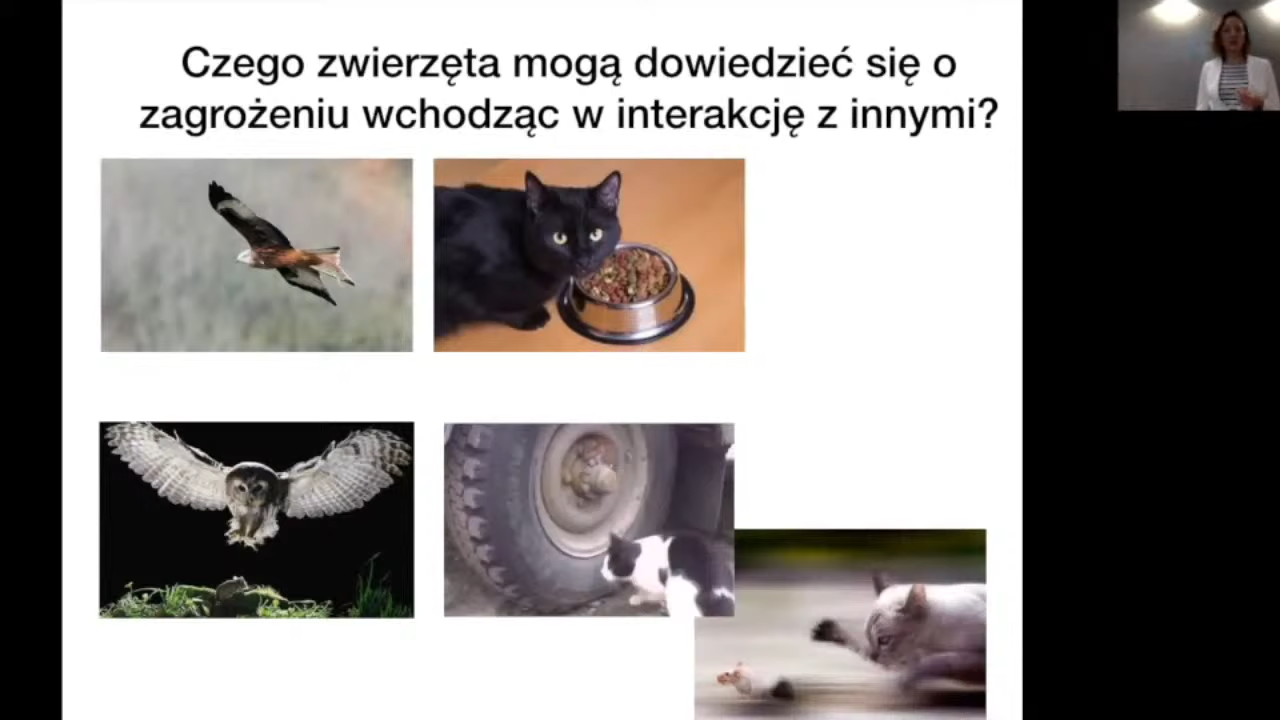 Czego zwierzęta mogą dowiedzieć się o
zagrożeniu wchodząc w interakcję z innymi?